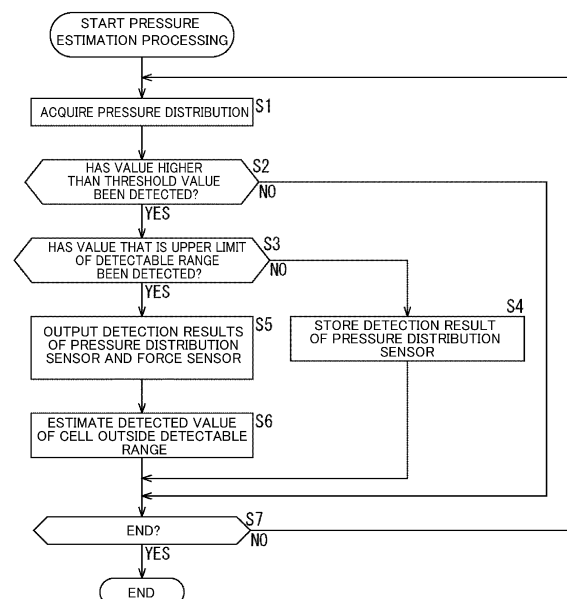 START PRESSURE
ESTIMATION PROCESSING
ACQUIRE PRESSURE DISTRIBUTION
S1
HAS VALUE HIGHER
THAN THRESHOLD VALUE
BEEN DETECTED?
S2
NO
YES
HAS VALUE THAT IS UPPER LIMIT
OF DETECTABLE RANGE
BEEN DETECTED?
S3
NO
YES
S4
STORE DETECTION RESULT
OF PRESSURE DISTRIBUTION
SENSOR
OUTPUT DETECTION RESULTS
OF PRESSURE DISTRIBUTION
SENSOR AND FORCE SENSOR
S5
ESTIMATE DETECTED VALUE
OF CELL OUTSIDE DETECTABLE
RANGE
S6
END?
S7
NO
YES
END